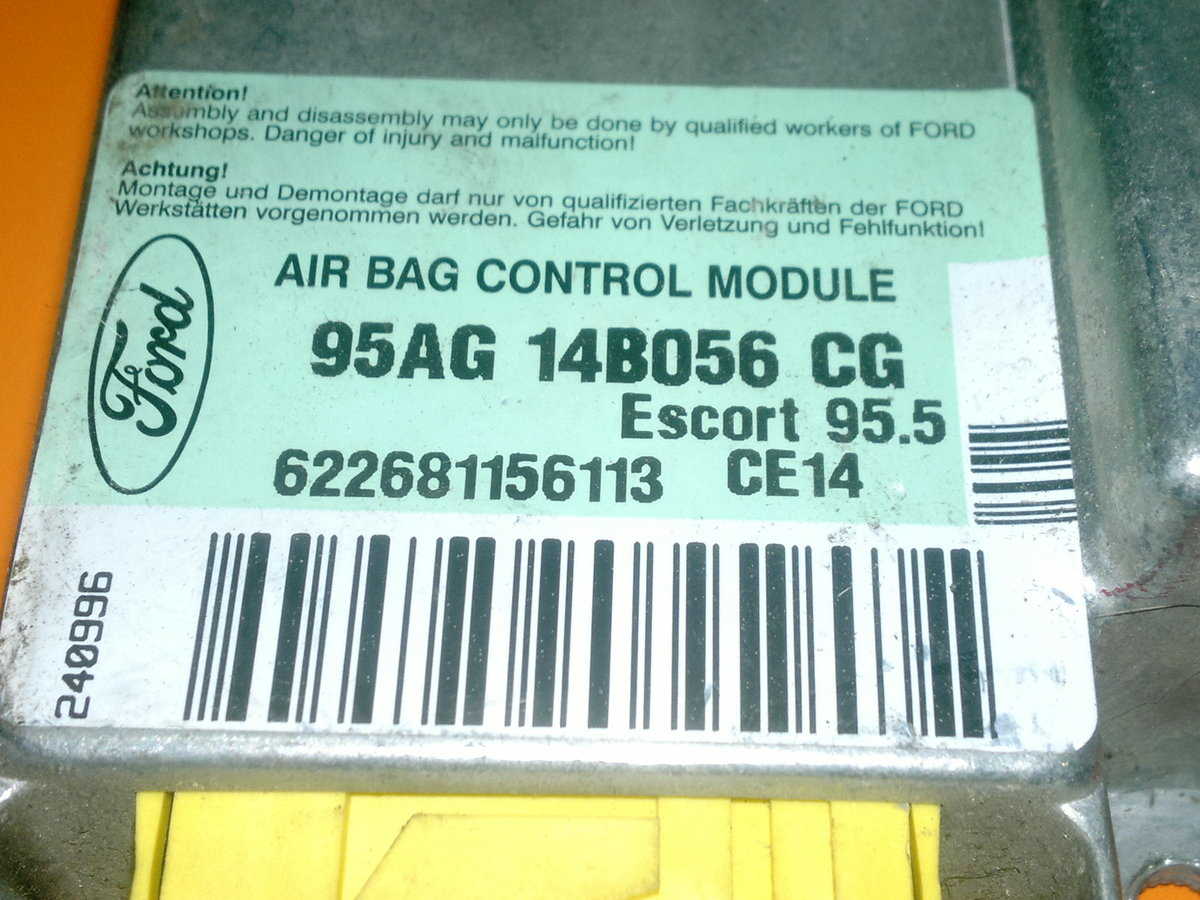 Attention!
Assembly and disassembly may only be done by qualified workers of FORD
workshops. Danger of injury and malfunction!
Achtung!
Montage und Demontage darf nur von qualifizierten Fachkräften der FORD
Werkstätten vorgenommen werden. Gefahr von Verletzung und Fehlfunktion!
Ford
AIR BAG CONTROL MODULE
95AG 14B056 CG
Escort 95.5
622681156113 CE14
240996